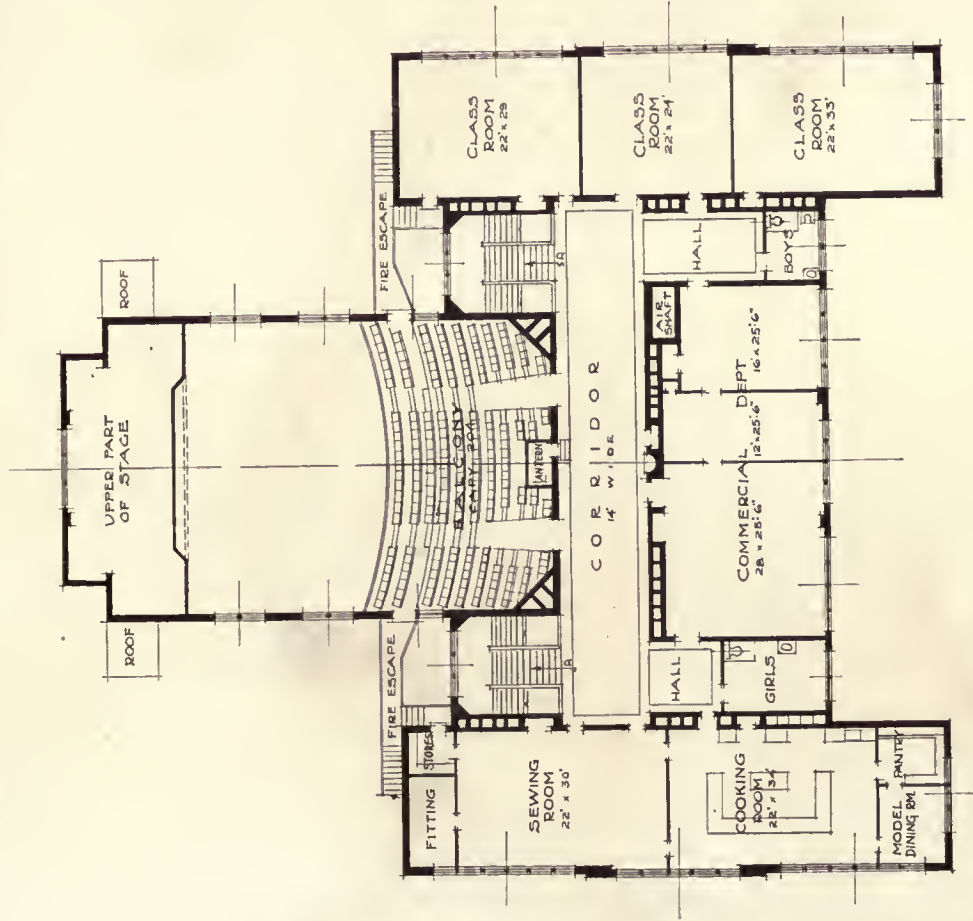 CLASS
ROOM
22' x 29
CLASS
ROOM
22' x 24'
CLASS
ROOM
22' x 33'
FIRE ESCAPE
ROOF
HALL
BOYS
AIR
SHAFT
UPPER PART
OF STAGE
BALCONY
LANTERN
CORRIDOR
14' WIDE
COMMERCIAL DEPT
28 x 25'.6"
12' x 25'.6"
16' x 25'.6"
ROOF
FIRE ESCAPE
HALL
GIRLS
STORES
FITTING
SEWING
ROOM
22' x 30'
COOKING
ROOM
22' x 34'
PANTRY
MODEL
DINING RM.